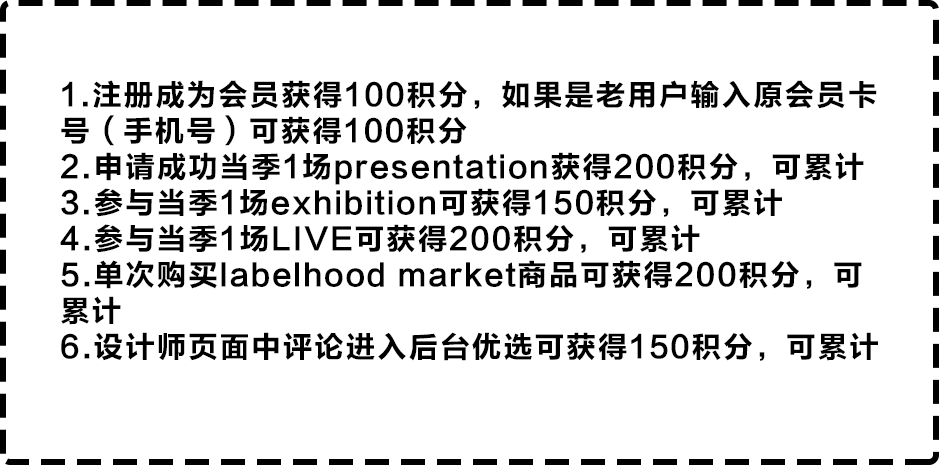 1.注册成为会员获得100积分，如果是老用户输入原会员卡
号（手机号）可获得100积分
2.申请成功当季1场presentation获得200积分，可累计
3.参与当季1场exhibition可获得150积分，可累计
4.参与当季1场LIVE可获得200积分，可累计
5.单次购买labelhood market商品可获得200积分，可
累计
6.设计师页面中评论进入后台优选可获得150积分，可累计